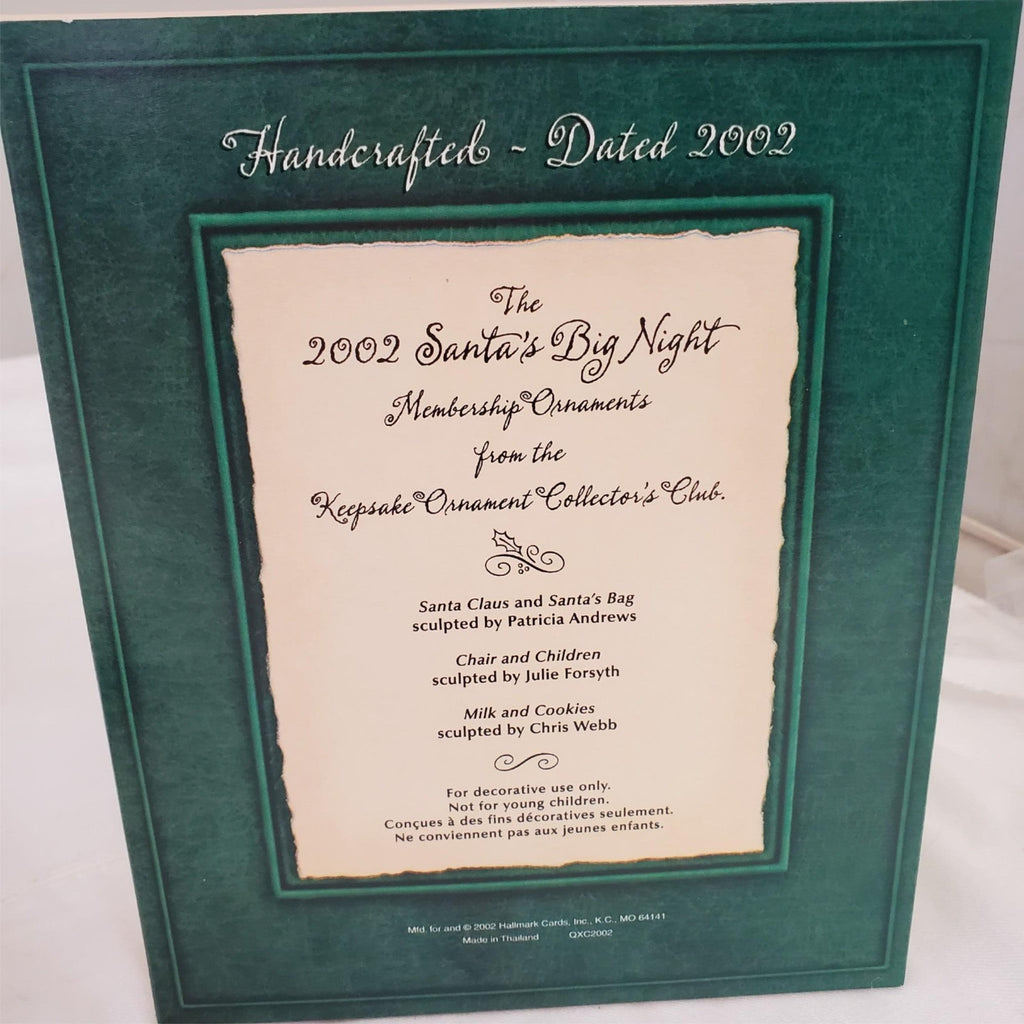 Handcrafted ~ Dated 2002
The
2002 Santa's Big Night
Membership Ornaments
from the
Keepsake Ornament Collector's Club.
Santa Claus and Santa's Bag
sculpted by Patricia Andrews
Chair and Children
sculpted by Julie Forsyth
Milk and Cookies
sculpted by Chris Webb
For decorative use only.
Not for young children.
Conçues à des fins décoratives seulement.
Ne conviennent pas aux jeunes enfants.
Mfd. for and © 2002 Hallmark Cards, Inc., K.C., MO 64141
Made in Thailand QXC2002